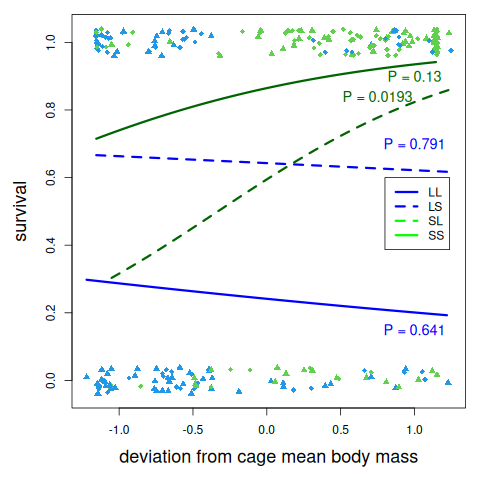 P = 0.13
P = 0.0193
P = 0.791
LL
LS
SL
SS
P = 0.641
survival
0.0
0.2
0.4
0.6
0.8
1.0
-1.0
-0.5
0.0
0.5
1.0
deviation from cage mean body mass